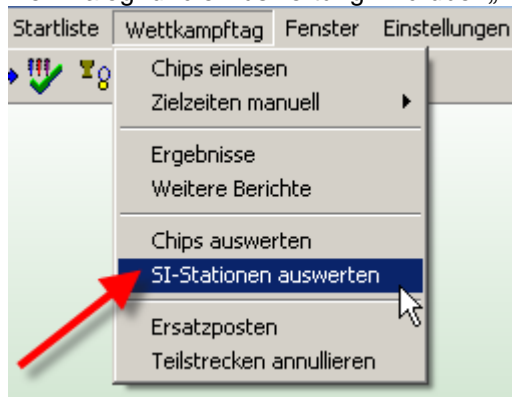 Startliste Wettkampftag Fenster Einstellungen
Chips einlesen
Zielzeiten manuell
Ergebnisse
Weitere Berichte
Chips auswerten
SI-Stationen auswerten
Ersatzposten
Teilstrecken annullieren